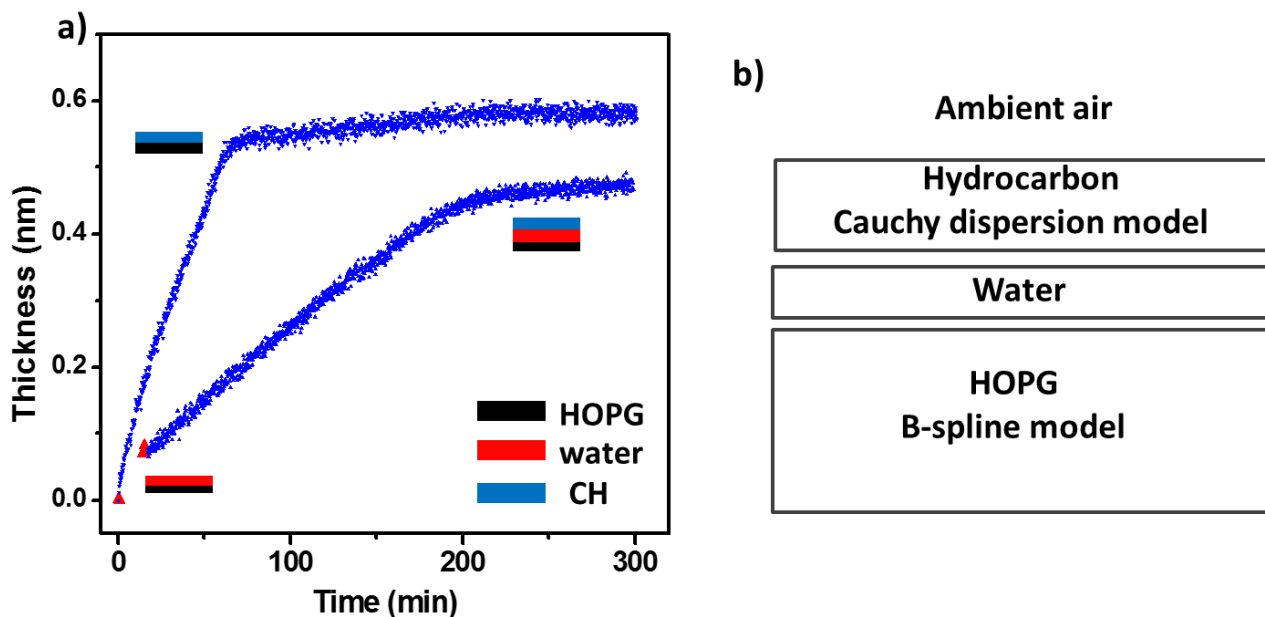 a)
Thickness (nm)
0.6
0.4
0.2
0.0
0
100
200
300
Time (min)
HOPG
water
CH
b)
Ambient air
Hydrocarbon
Cauchy dispersion model
Water
HOPG
B-spline model